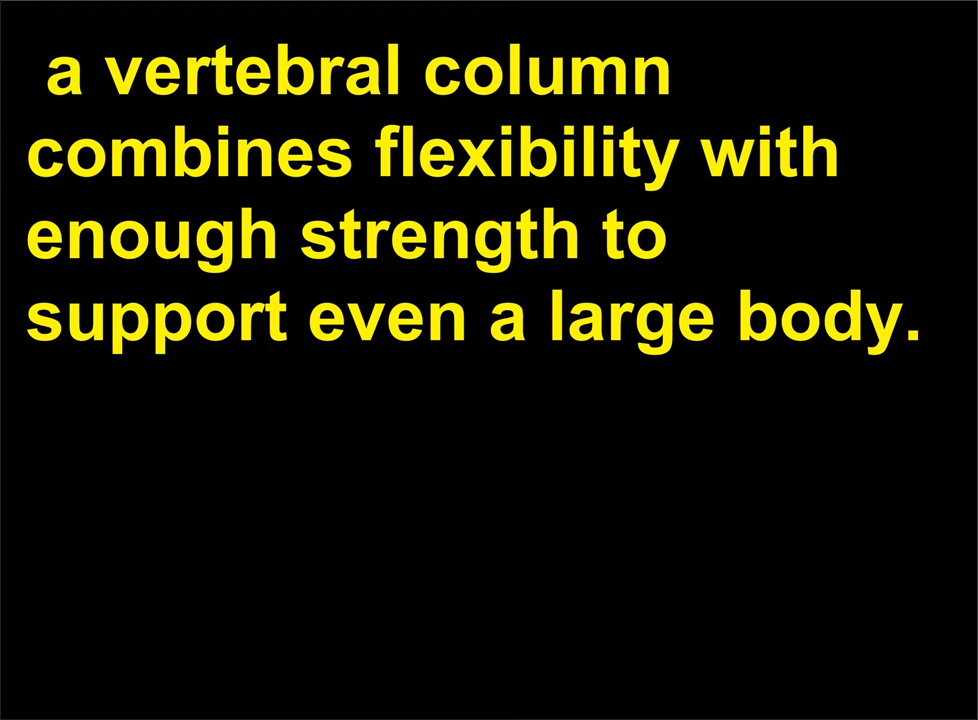 a vertebral column
combines flexibility with
enough strength to
support even a large body.